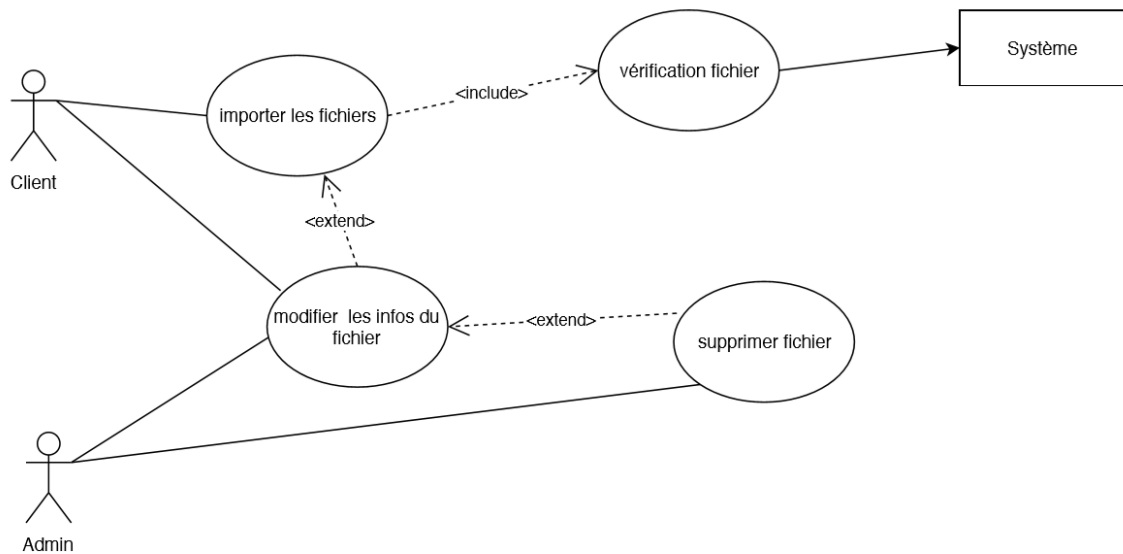 Système
vérification fichier
<include>
importer les fichiers
Client
<extend>
modifier les infos du
fichier
<extend>
supprimer fichier
Admin